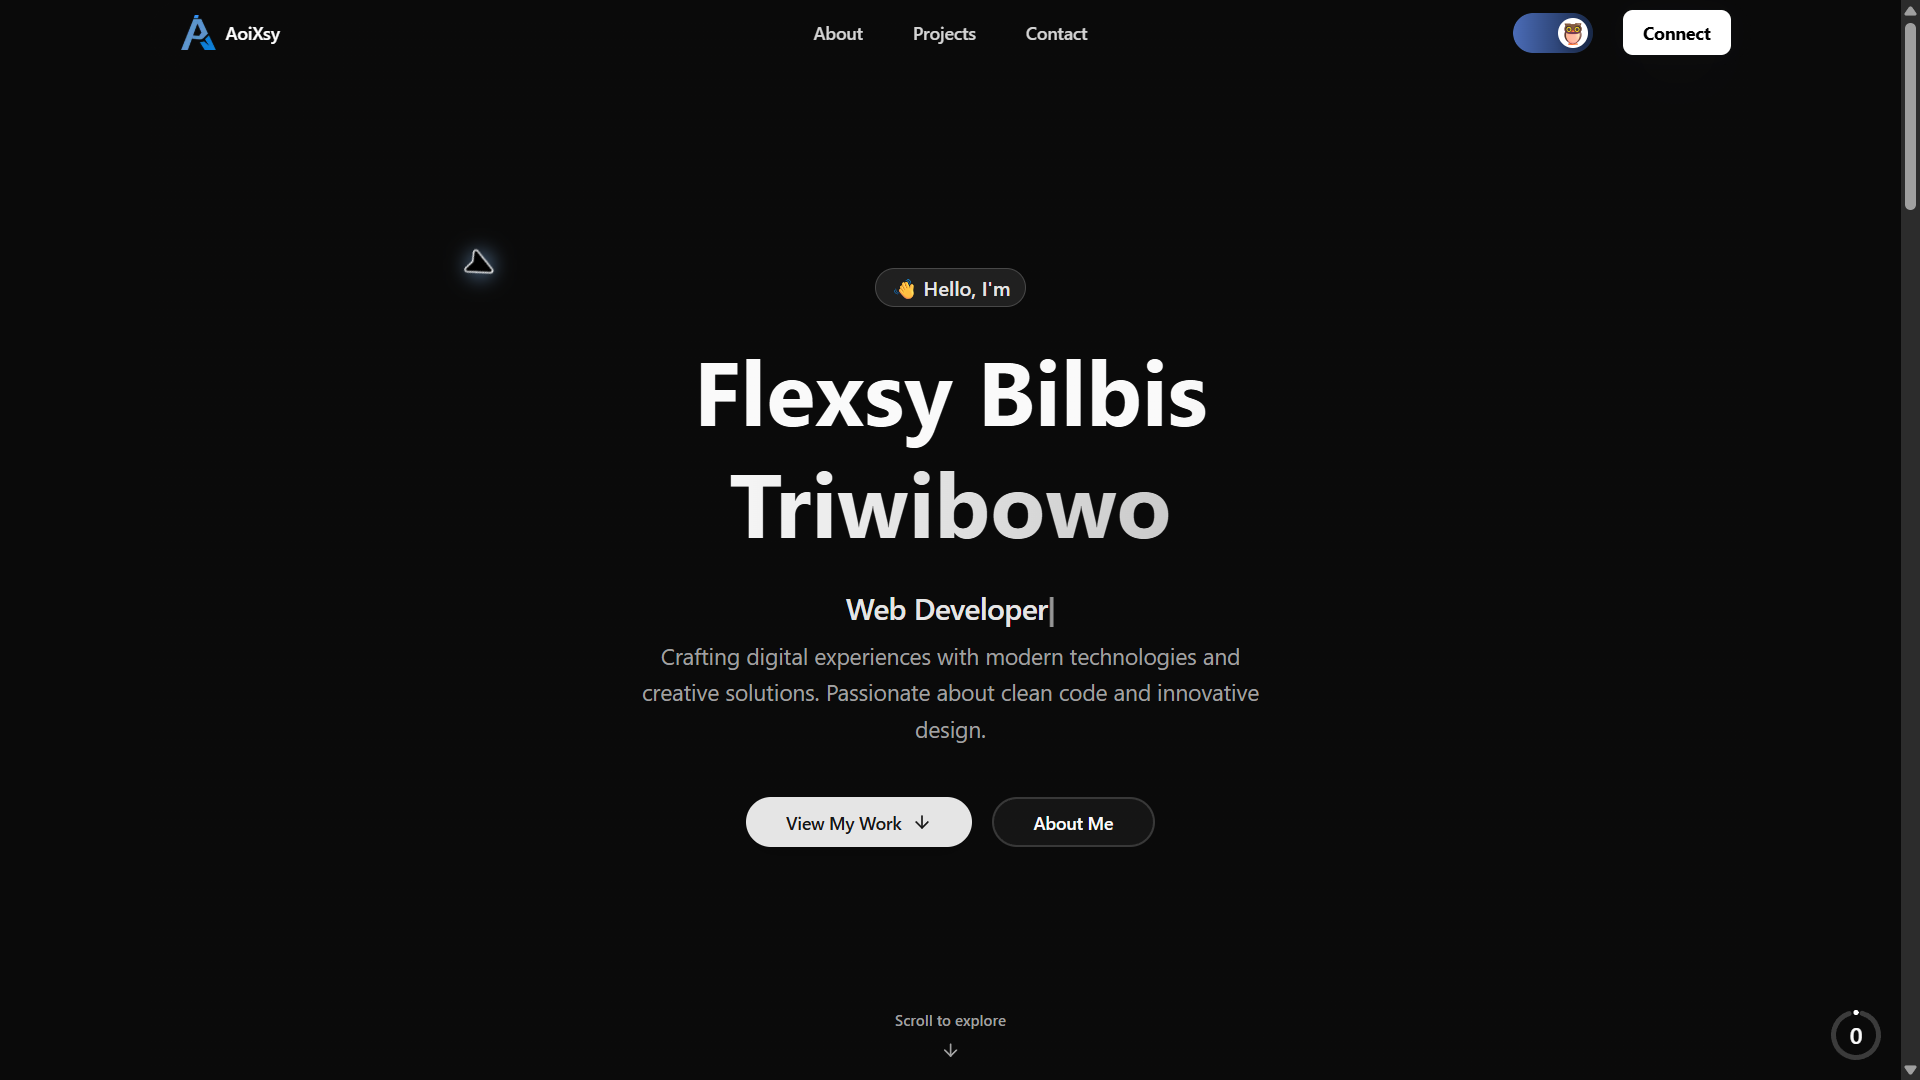 AoiXsy
About
Projects
Contact
Connect
👋 Hello, I'm
Flexsy Bilbis
Triwibowo
Web Developer|
Crafting digital experiences with modern technologies and
creative solutions. Passionate about clean code and innovative
design.
View My Work ↓
About Me
Scroll to explore
↓
0